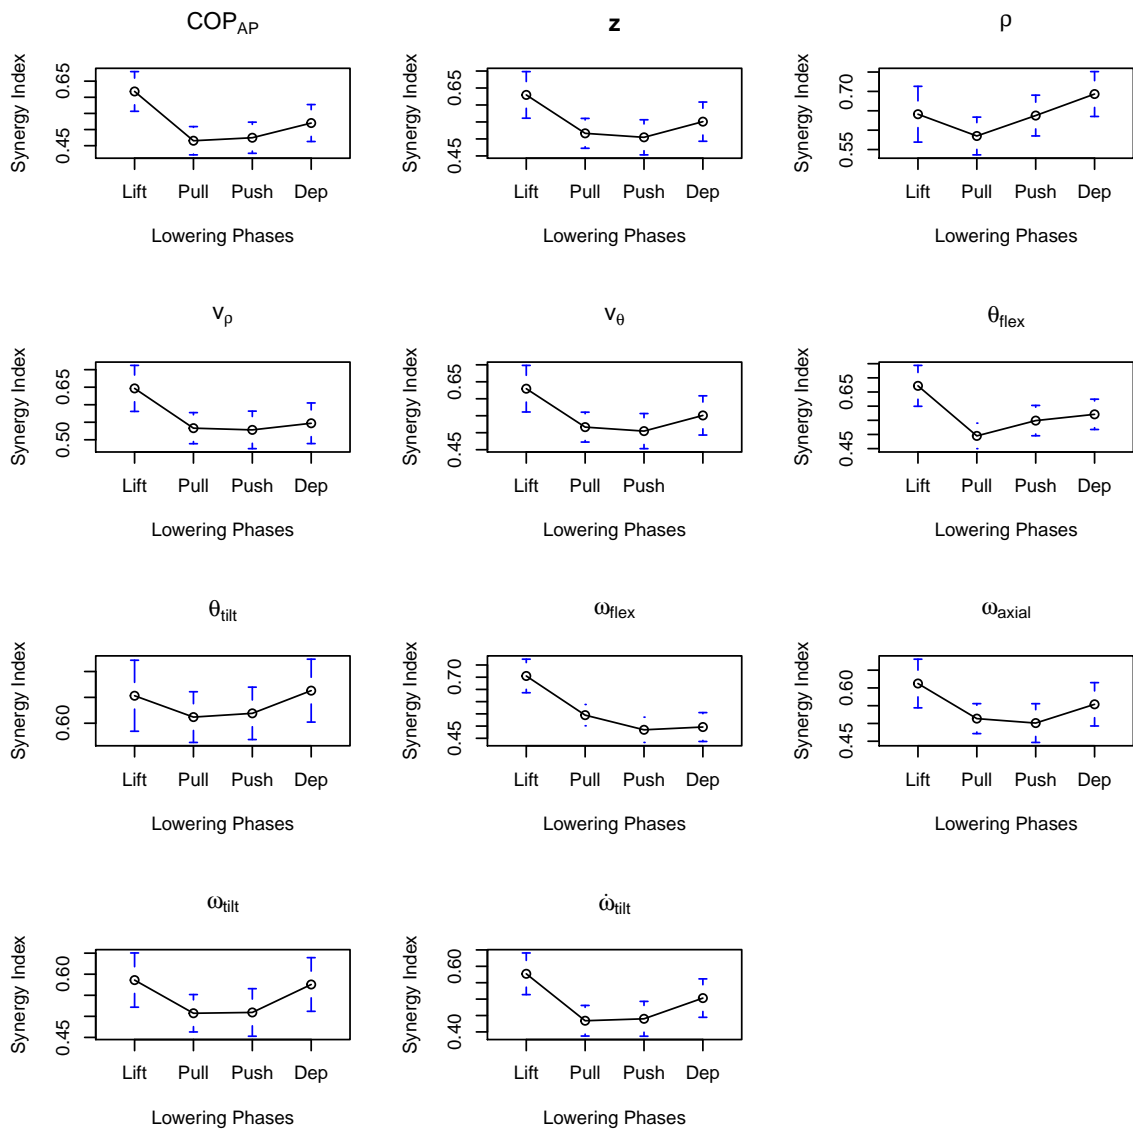 COP_AP
Synergy Index
0.65
0.45
Lift Pull Push Dep
Lowering Phases
z
Synergy Index
0.65
0.45
Lift Pull Push Dep
Lowering Phases
ρ
Synergy Index
0.70
0.55
Lift Pull Push Dep
Lowering Phases
v_ρ
Synergy Index
0.65
0.50
Lift Pull Push Dep
Lowering Phases
v_θ
Synergy Index
0.65
0.45
Lift Pull Push
Lowering Phases
θ_flex
Synergy Index
0.65
0.45
Lift Pull Push Dep
Lowering Phases
θ_tilt
Synergy Index
0.60
Lift Pull Push Dep
Lowering Phases
ω_flex
Synergy Index
0.70
0.45
Lift Pull Push Dep
Lowering Phases
ω_axial
Synergy Index
0.60
0.45
Lift Pull Push Dep
Lowering Phases
ω_tilt
Synergy Index
0.60
0.45
Lift Pull Push Dep
Lowering Phases
ω̇_tilt
Synergy Index
0.60
0.40
Lift Pull Push Dep
Lowering Phases